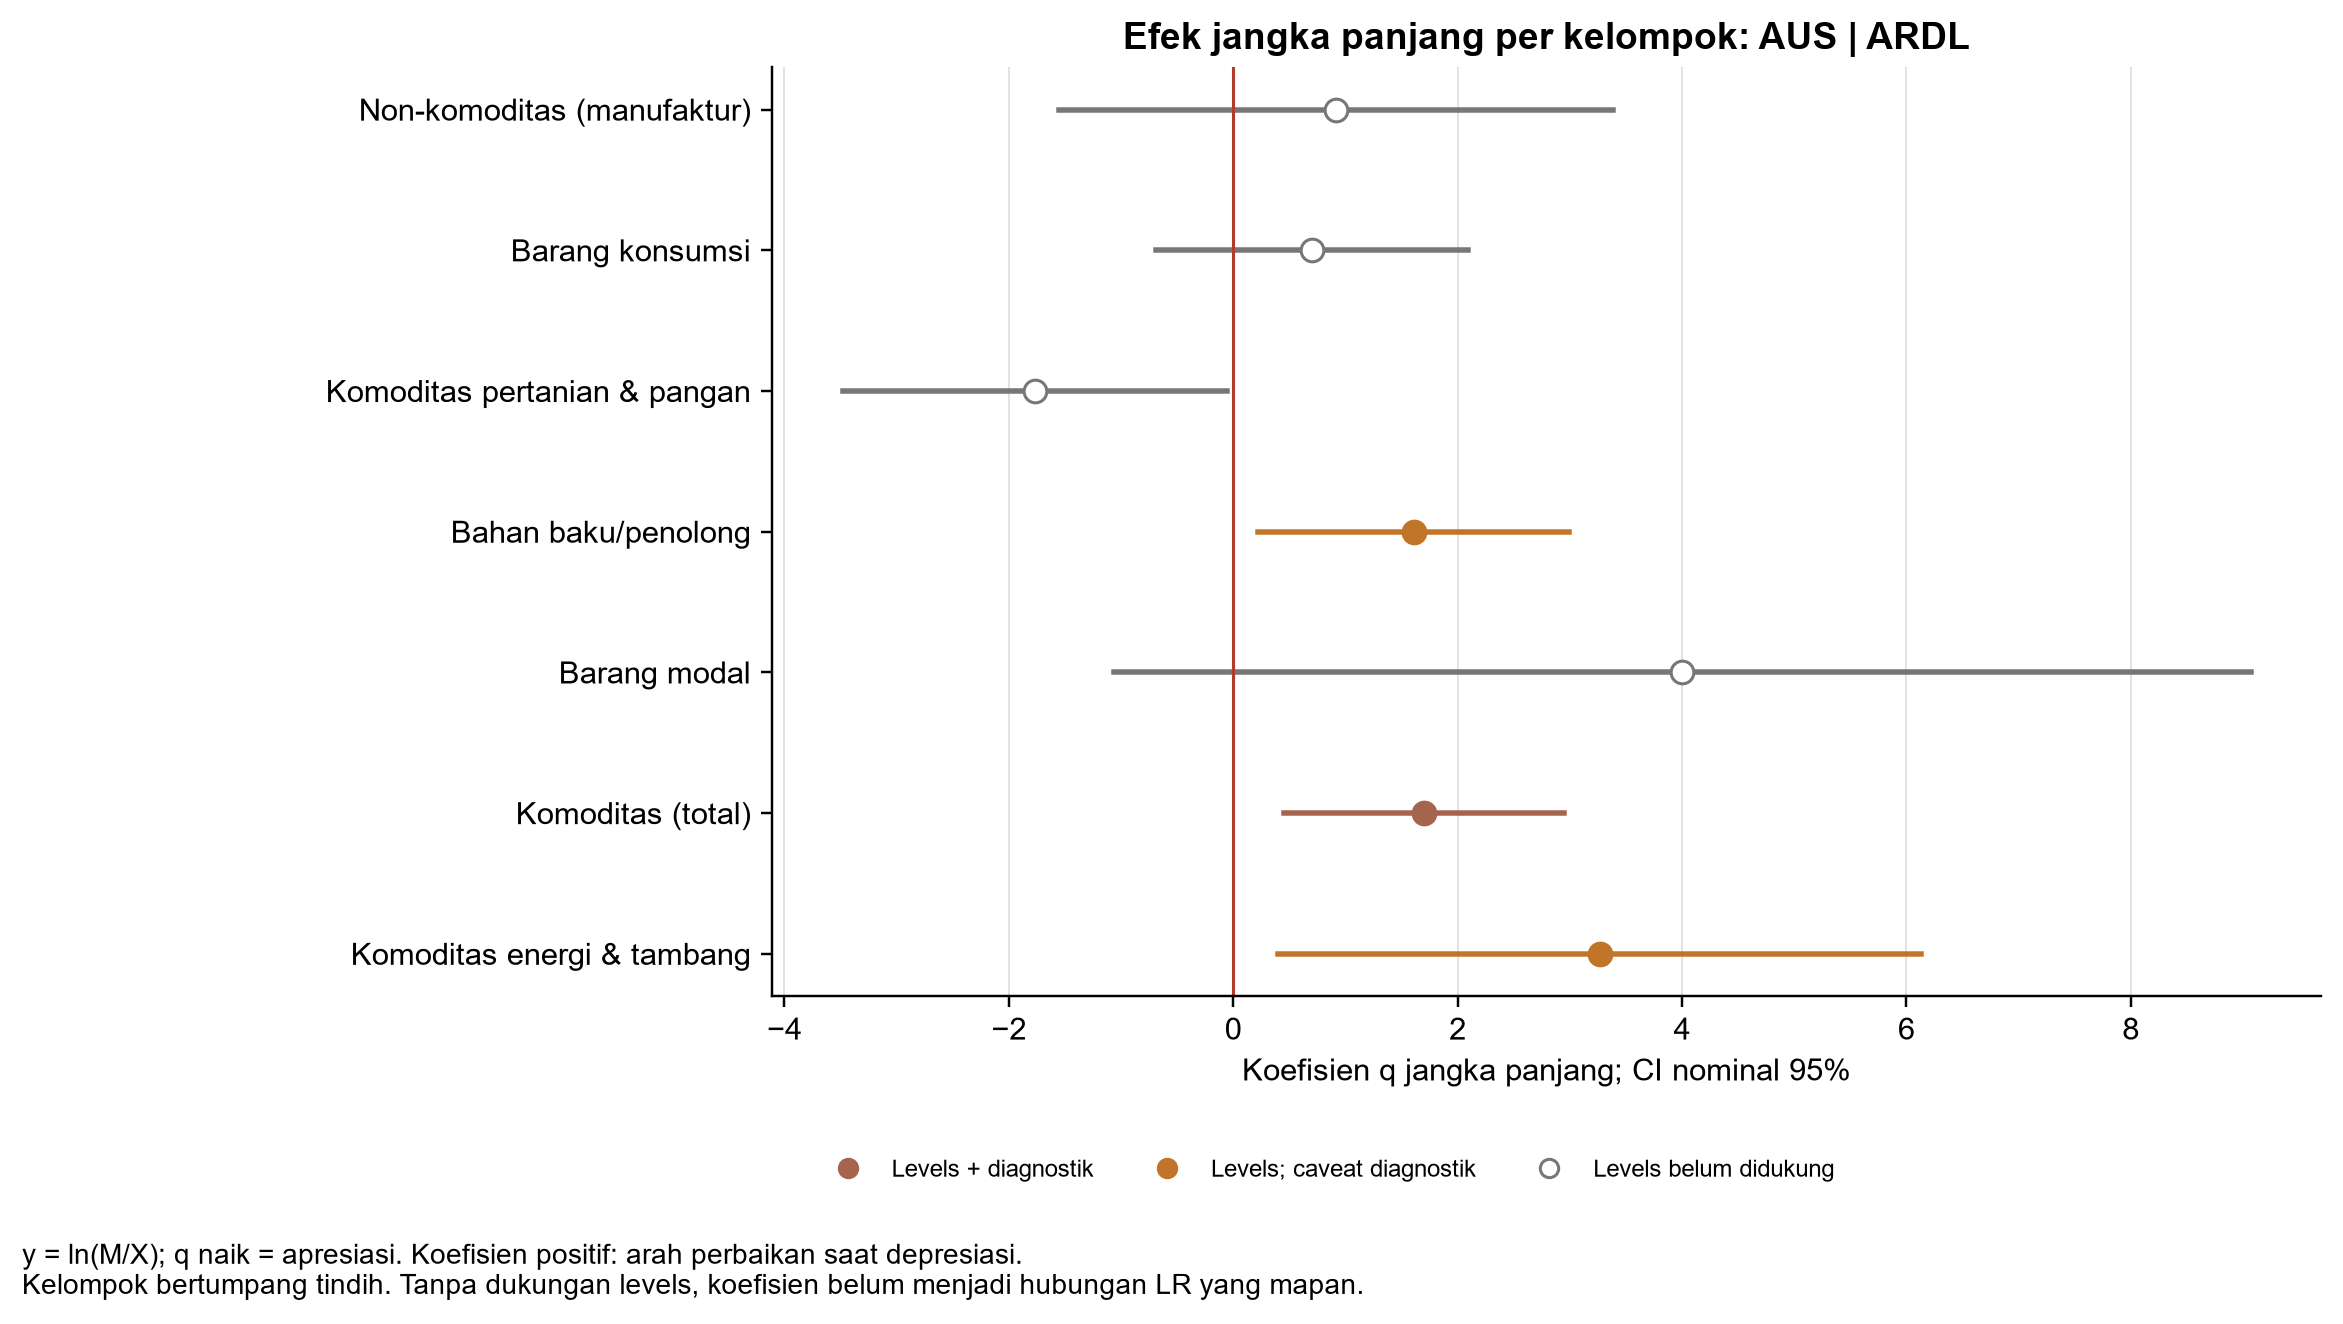 Efek jangka panjang per kelompok: AUS | ARDL
Non-komoditas (manufaktur)
Barang konsumsi
Komoditas pertanian & pangan
Bahan baku/penolong
Barang modal
Komoditas (total)
Komoditas energi & tambang
−4 −2 0 2 4 6 8
Koefisien q jangka panjang; CI nominal 95%
Levels + diagnostik Levels; caveat diagnostik Levels belum didukung
y = ln(M/X); q naik = apresiasi. Koefisien positif: arah perbaikan saat depresiasi.
Kelompok bertumpang tindih. Tanpa dukungan levels, koefisien belum menjadi hubungan LR yang mapan.